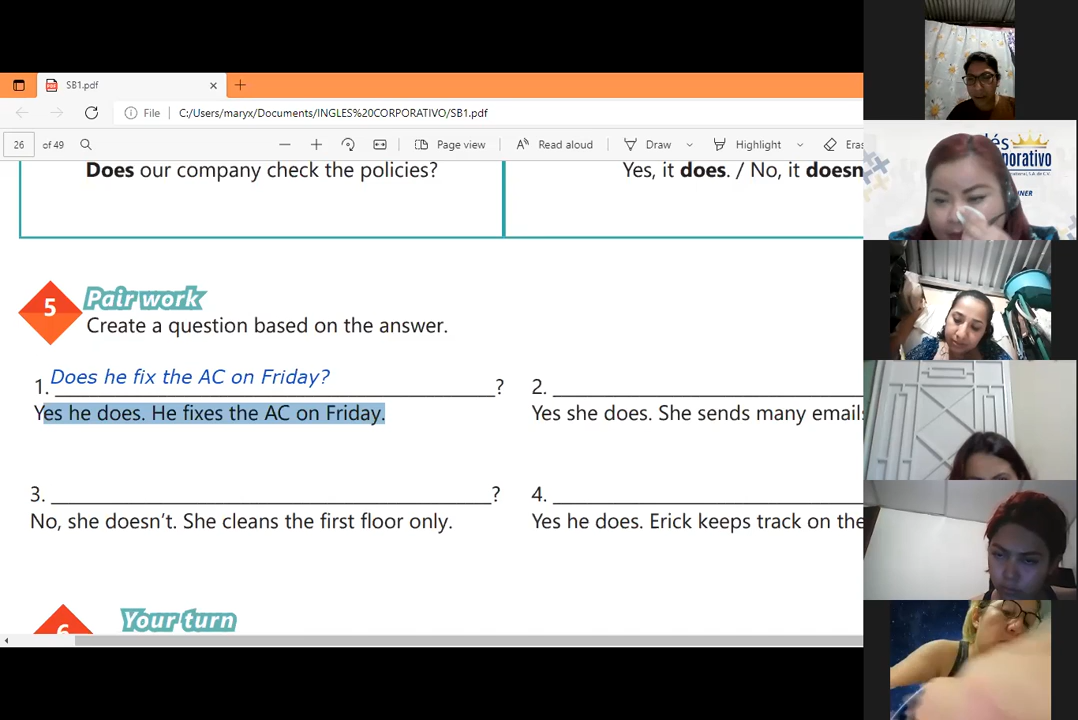 SB1.pdf
File C:/Users/maryx/Documents/INGLES%20CORPORATIVO/SB1.pdf
26 of 49 Page view Read aloud Draw Highlight Eras
Does our company check the policies?
Yes, it does. / No, it doesn
5 Pair work
Create a question based on the answer.
1. Does he fix the AC on Friday? ?
Yes he does. He fixes the AC on Friday.
2.
Yes she does. She sends many emails
3. ?
No, she doesn't. She cleans the first floor only.
4.
Yes he does. Erick keeps track on the
6 Your turn